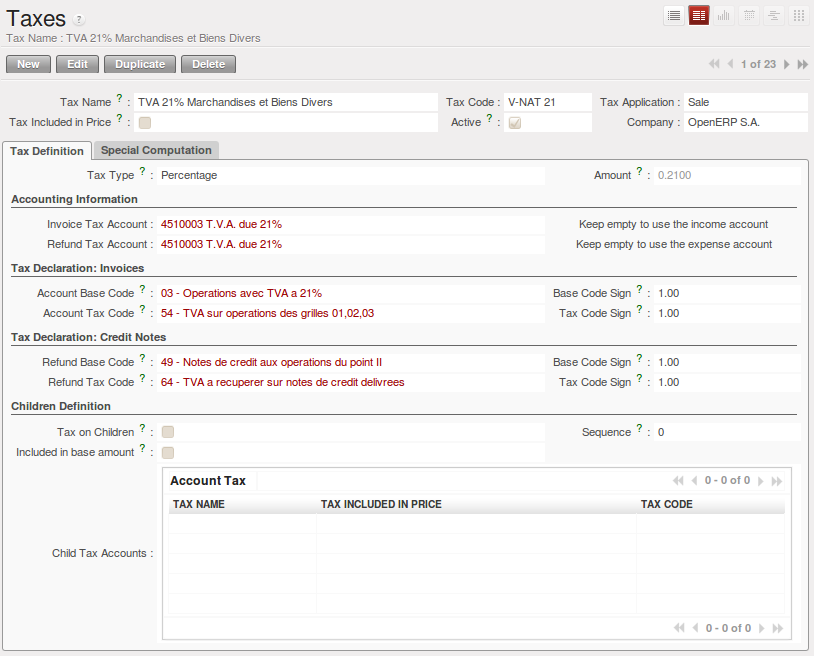 Taxes ?
Tax Name : TVA 21% Marchandises et Biens Divers
New Edit Duplicate Delete 1 of 23
Tax Name ? : TVA 21% Marchandises et Biens Divers Tax Code : V-NAT 21 Tax Application : Sale
Tax Included in Price ? : Active ? : Company : OpenERP S.A.
Tax Definition Special Computation
Tax Type ? : Percentage Amount ? : 0.2100
Accounting Information
Invoice Tax Account : 4510003 T.V.A. due 21% Keep empty to use the income account
Refund Tax Account : 4510003 T.V.A. due 21% Keep empty to use the expense account
Tax Declaration: Invoices
Account Base Code ? : 03 - Operations avec TVA a 21% Base Code Sign ? : 1.00
Account Tax Code ? : 54 - TVA sur operations des grilles 01,02,03 Tax Code Sign ? : 1.00
Tax Declaration: Credit Notes
Refund Base Code ? : 49 - Notes de credit aux operations du point II Base Code Sign ? : 1.00
Refund Tax Code ? : 64 - TVA a recuperer sur notes de credit delivrees Tax Code Sign ? : 1.00
Children Definition
Tax on Children ? : Sequence ? : 0
Included in base amount ? :
Account Tax 0 - 0 of 0
TAX NAME TAX INCLUDED IN PRICE TAX CODE
Child Tax Accounts :
0 - 0 of 0